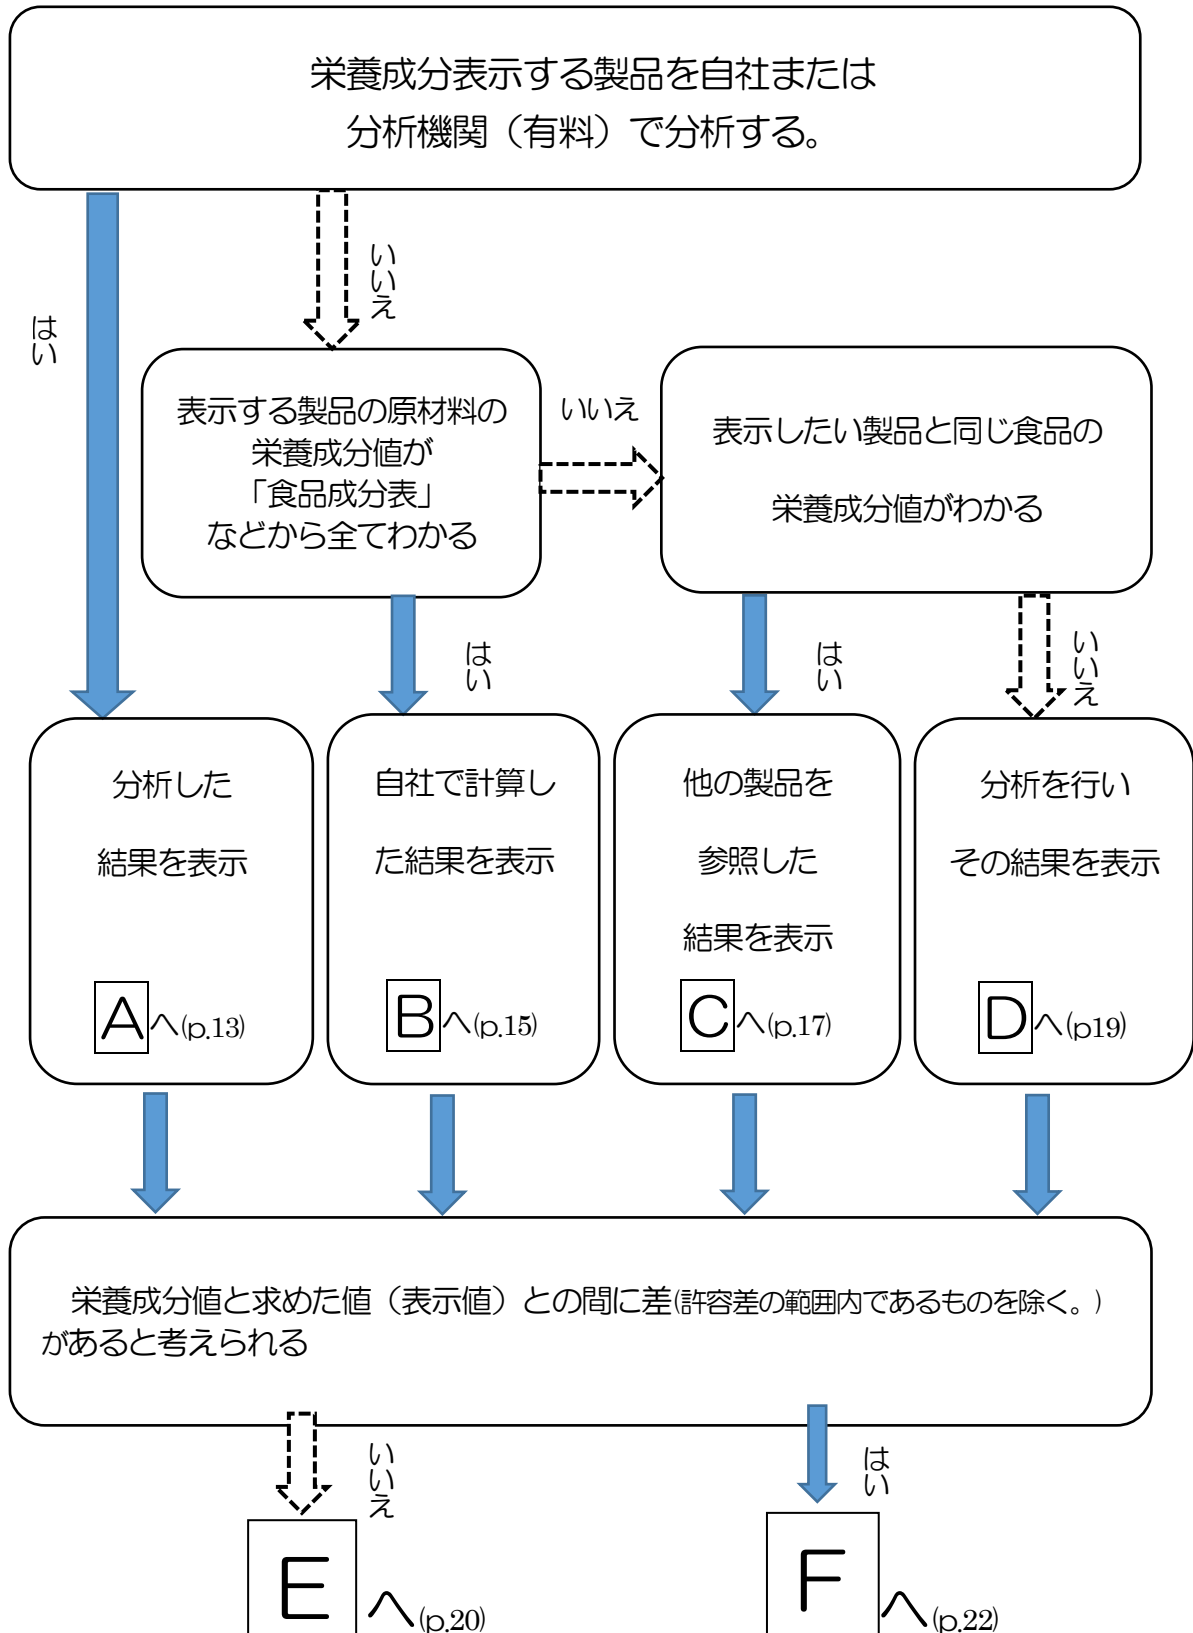 栄養成分表示する製品を自社または
分析機関（有料）で分析する。
はい
いいえ
表示する製品の原材料の
栄養成分値が
「食品成分表」
などから全てわかる
いいえ
表示したい製品と同じ食品の
栄養成分値がわかる
はい
はい
いいえ
分析した
結果を表示
Aへ(p.13)
自社で計算し
た結果を表示
Bへ(p.15)
他の製品を
参照した
結果を表示
Cへ(p.17)
分析を行い
その結果を表示
Dへ(p19)
栄養成分値と求めた値（表示値）との間に差(許容差の範囲内であるものを除く。)
があると考えられる
いいえ
はい
Eへ(p.20)
Fへ(p.22)